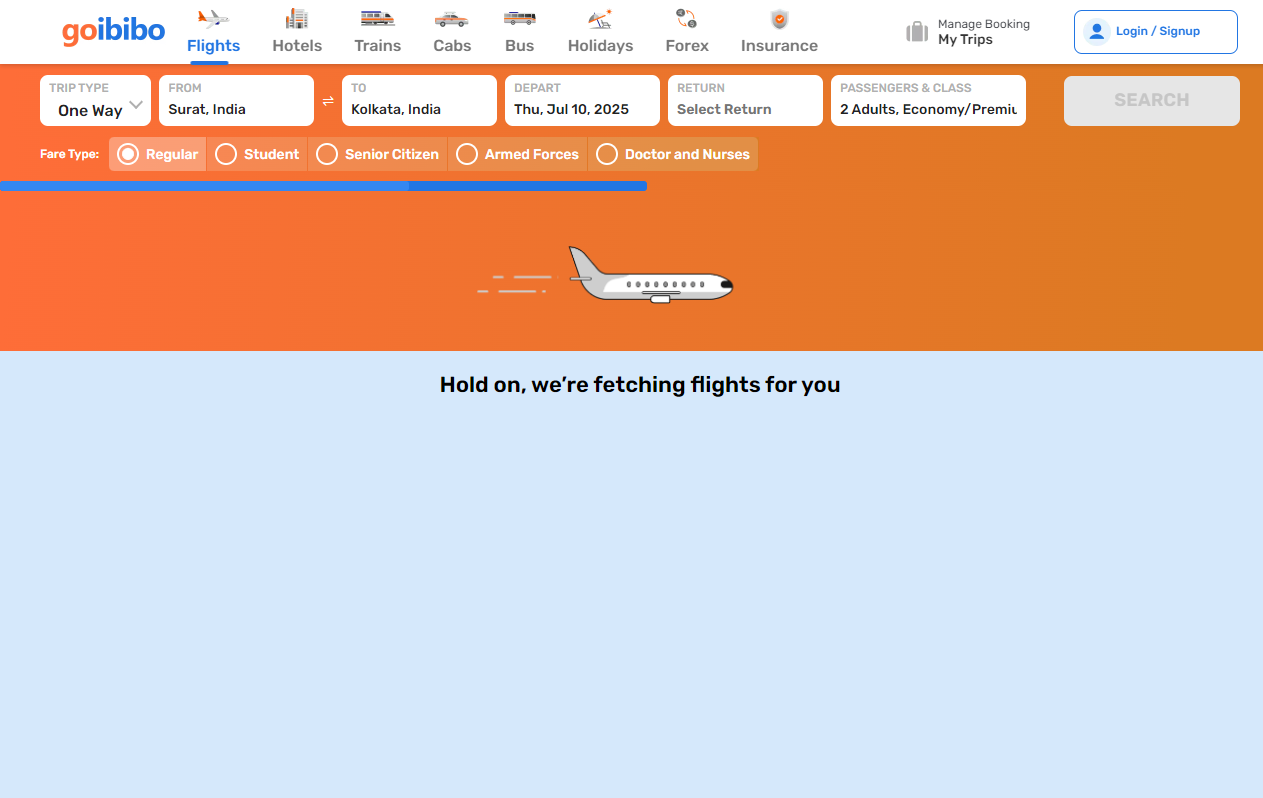 goibibo
Flights
Hotels
Trains
Cabs
Bus
Holidays
Forex
Insurance
Manage Booking
My Trips
Login / Signup
TRIP TYPE
One Way
FROM
Surat, India
TO
Kolkata, India
DEPART
Thu, Jul 10, 2025
RETURN
Select Return
PASSENGERS & CLASS
2 Adults, Economy/Premiu
SEARCH
Fare Type:
Regular
Student
Senior Citizen
Armed Forces
Doctor and Nurses
Hold on, we’re fetching flights for you